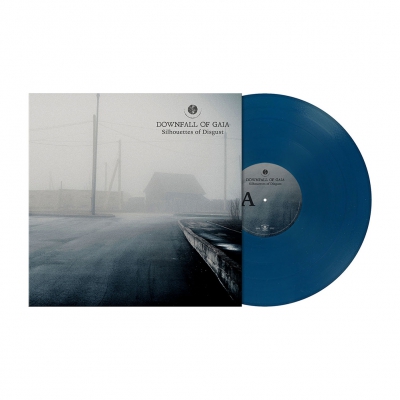 DOWNFALL OF GAIA
Silhouettes of Disgust
DOWNFALL OF GAIA
Silhouettes of Disgust
A